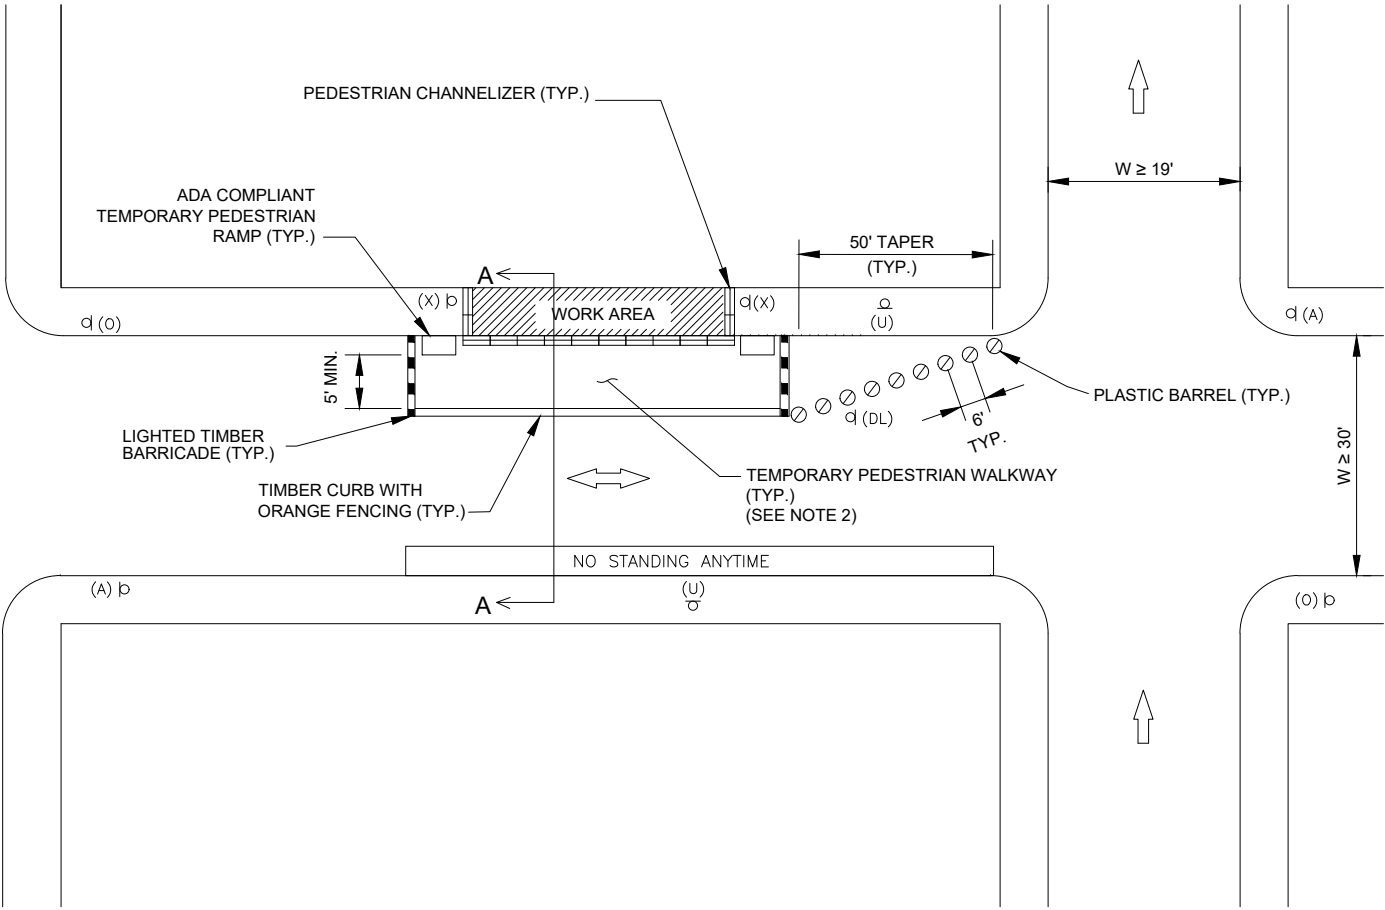 PEDESTRIAN CHANNELIZER (TYP.)
W ≥ 19'
ADA COMPLIANT
TEMPORARY PEDESTRIAN
RAMP (TYP.)
50' TAPER
(TYP.)
A
(X)
WORK AREA
(X)
(U)
(O)
(A)
5' MIN.
PLASTIC BARREL (TYP.)
(DL)
6'
TYP.
LIGHTED TIMBER
BARRICADE (TYP.)
W ≥ 30'
TIMBER CURB WITH
ORANGE FENCING (TYP.)
TEMPORARY PEDESTRIAN WALKWAY
(TYP.)
(SEE NOTE 2)
NO STANDING ANYTIME
(A)
A
(U)
(O)